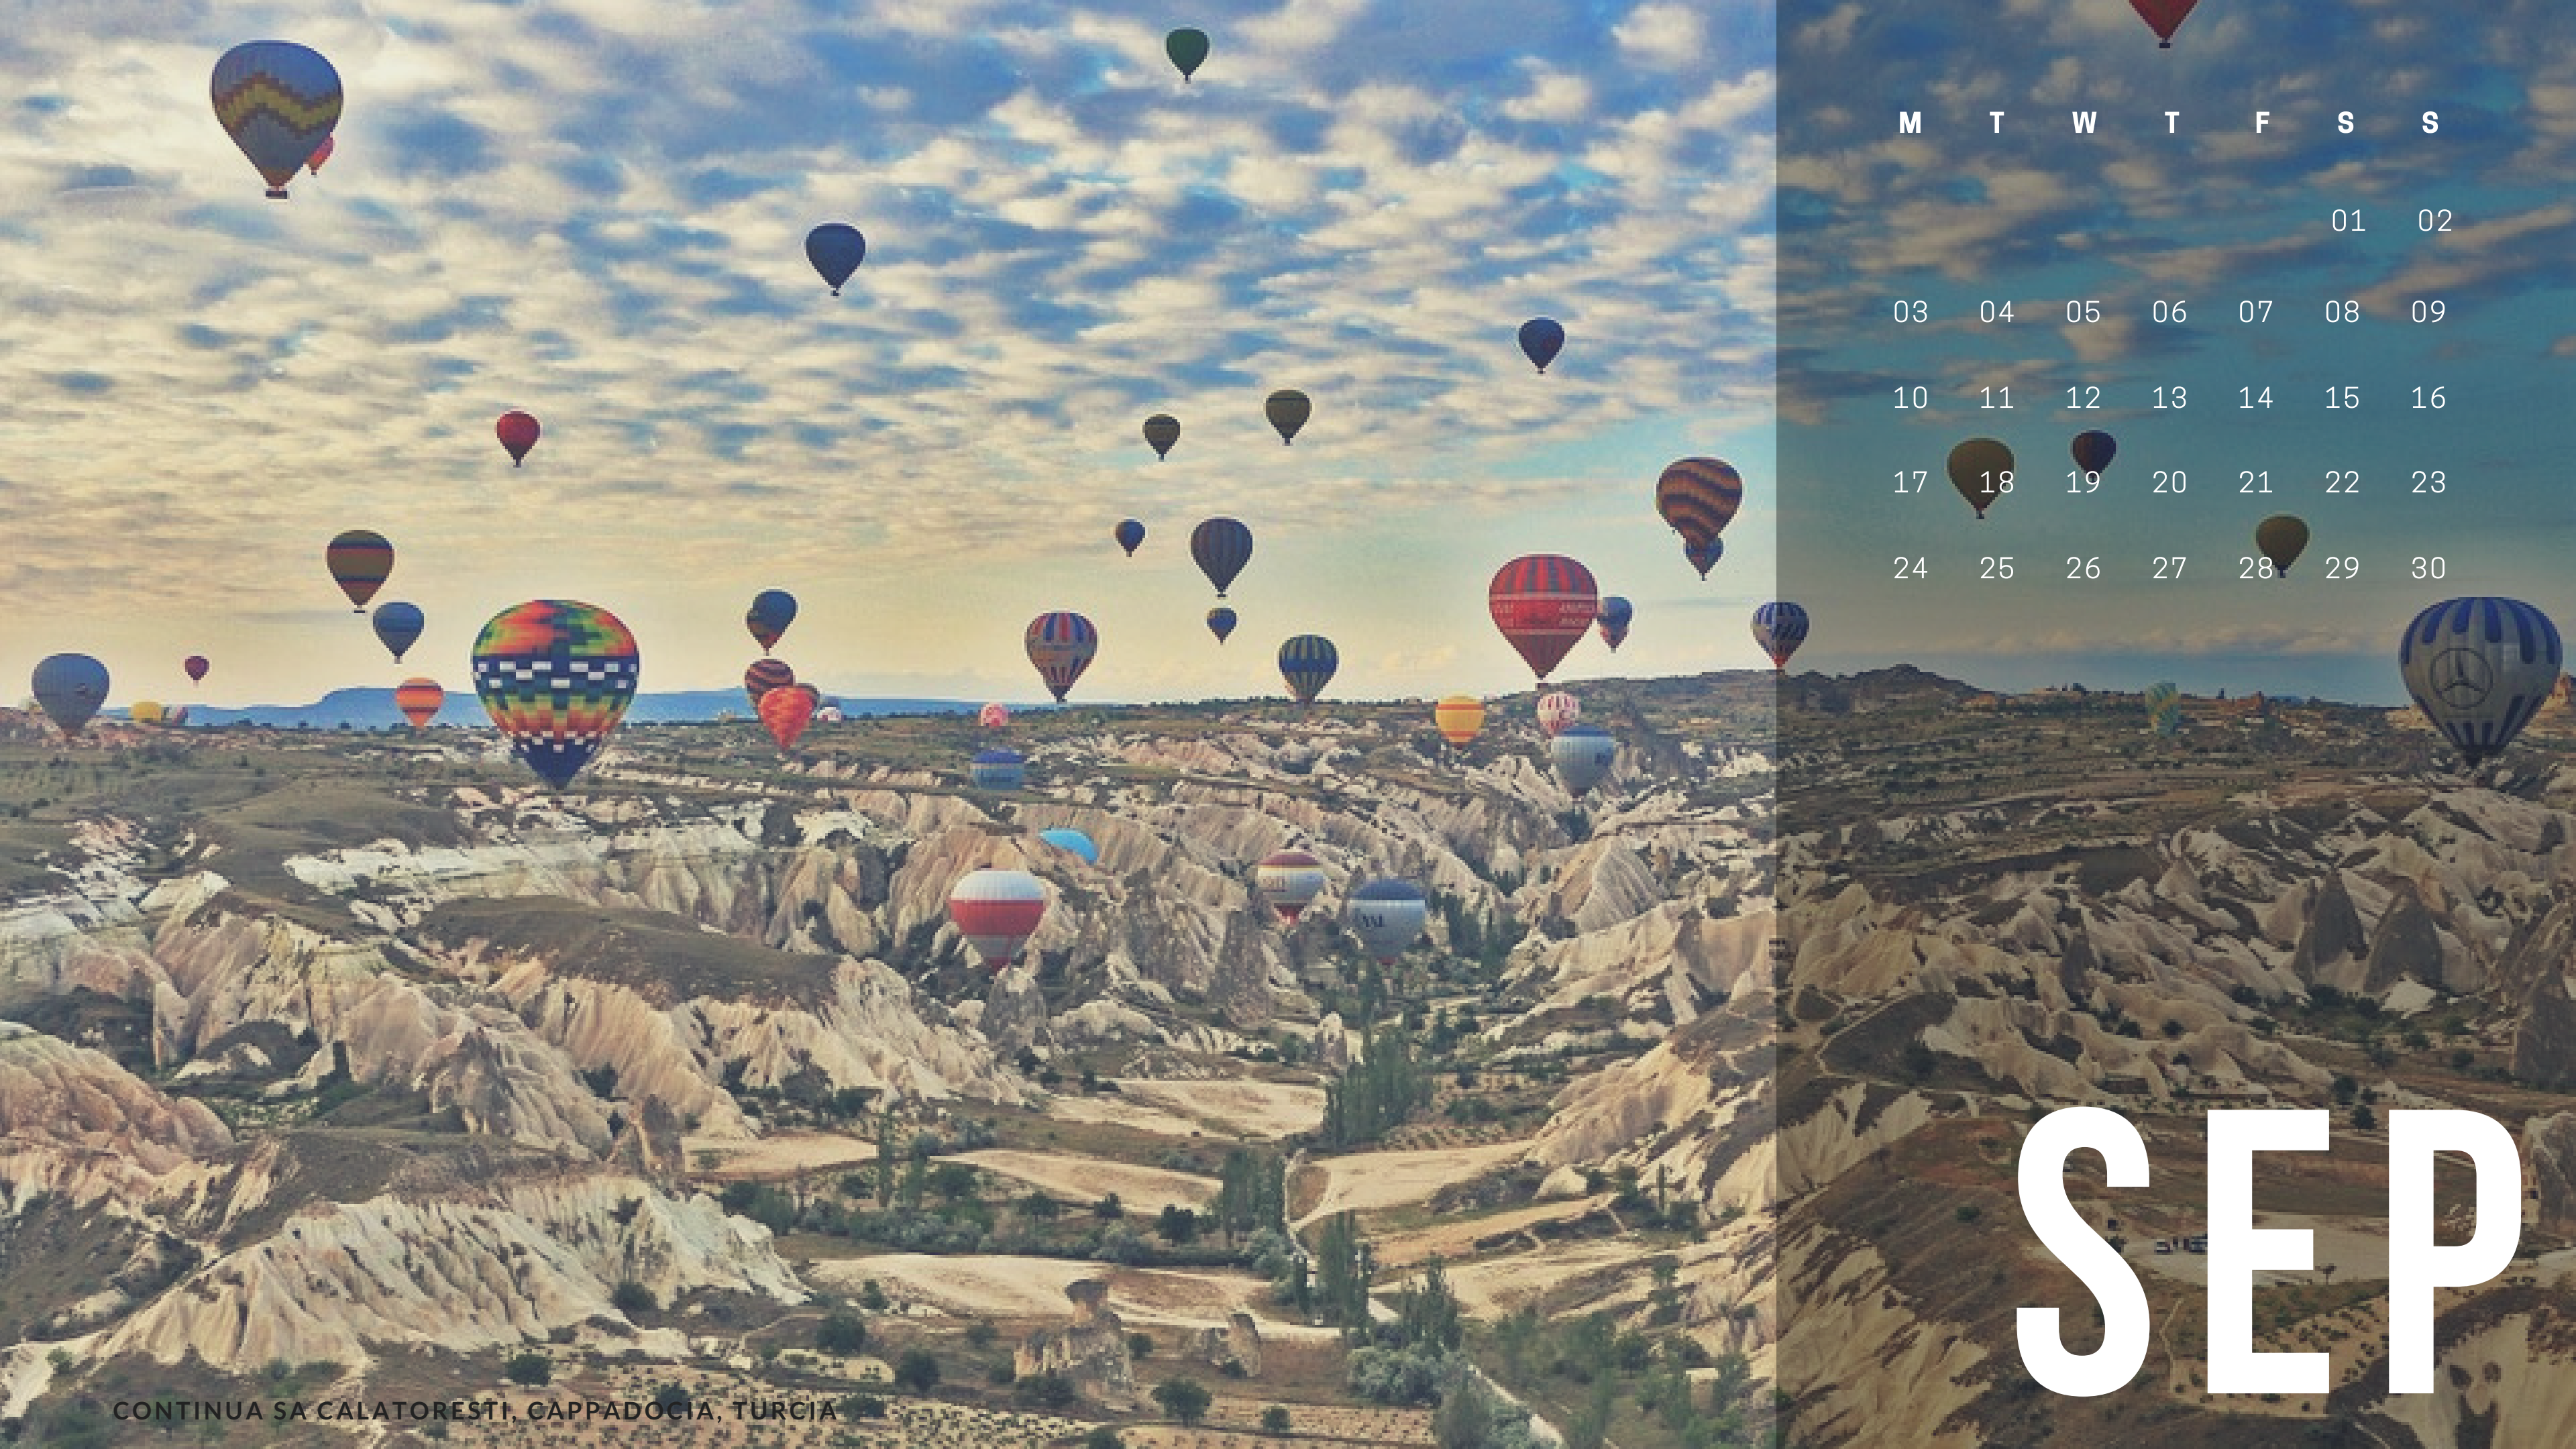 M T W T F S S
01 02
03 04 05 06 07 08 09
10 11 12 13 14 15 16
17 18 19 20 21 22 23
24 25 26 27 28 29 30
SEP
CONTINUA SA CALATORESTI, CAPPADOCIA, TURCIA